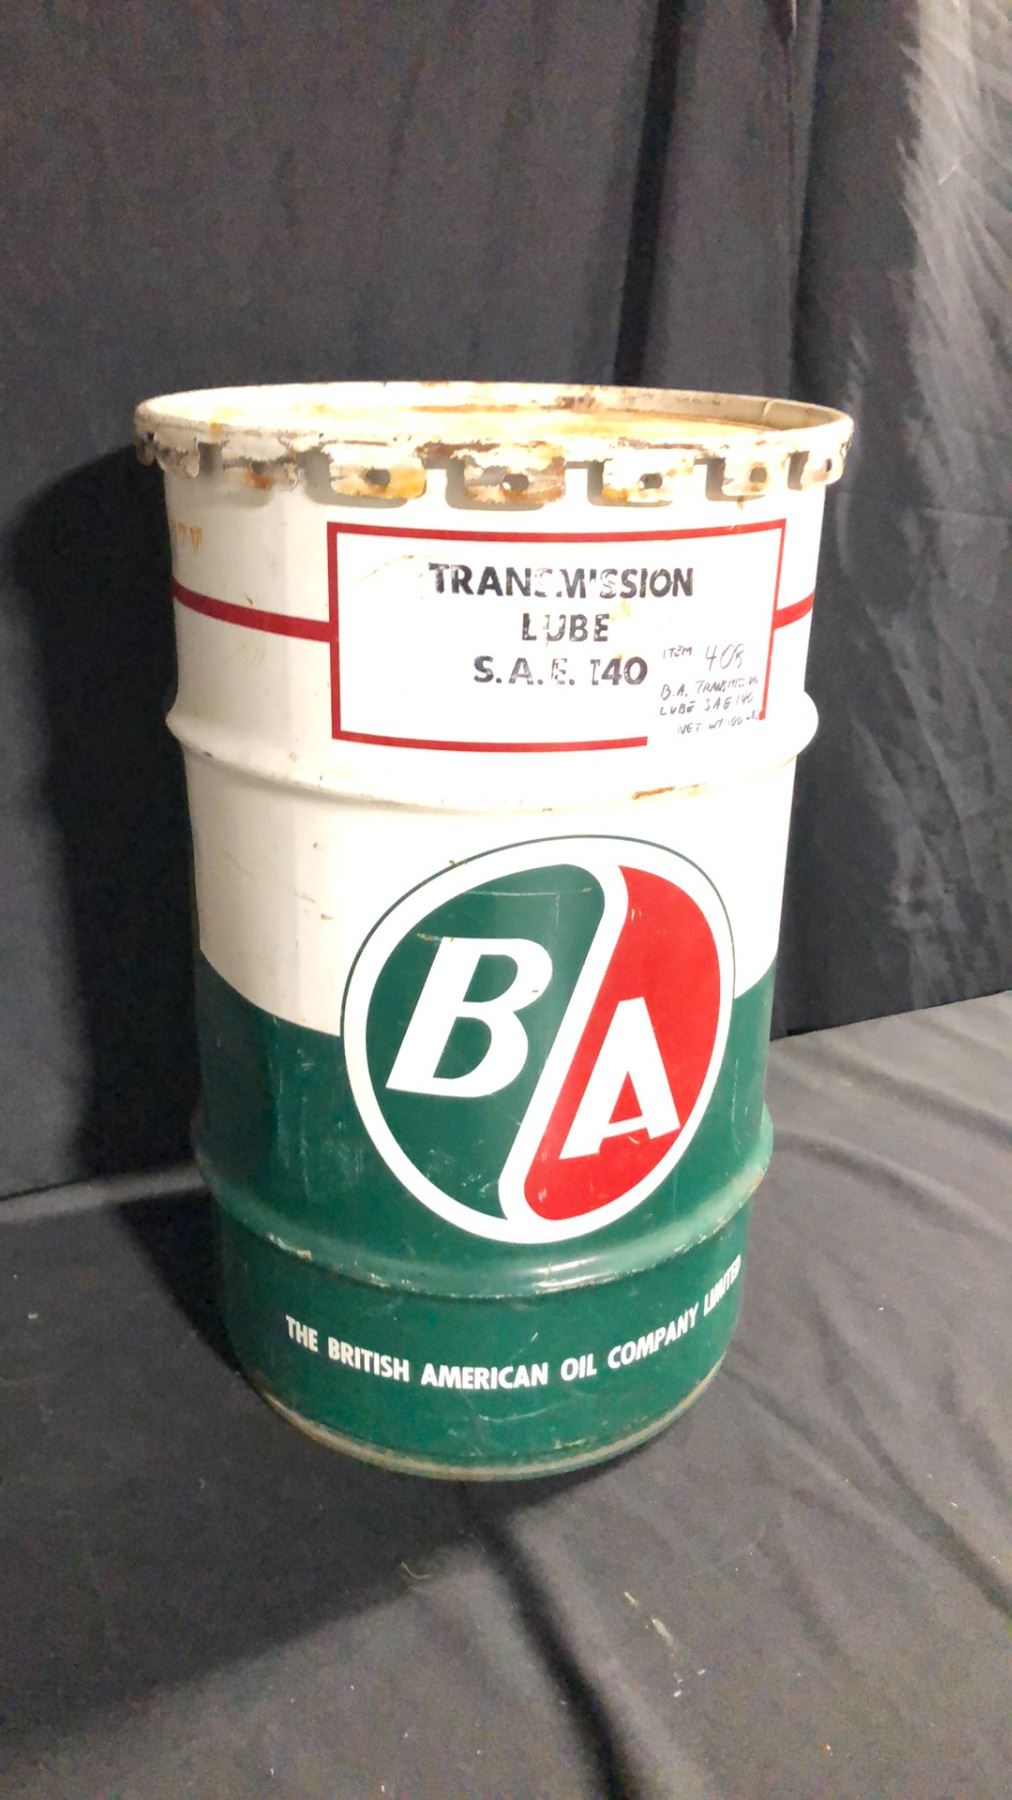 TRANSMISSION
LUBE
S.A.E. 140
ITEM 408
B.A. TRANSMISSION
LUBE SAE 140
NET WT. 100
B A
THE BRITISH AMERICAN OIL COMPANY LIMITED